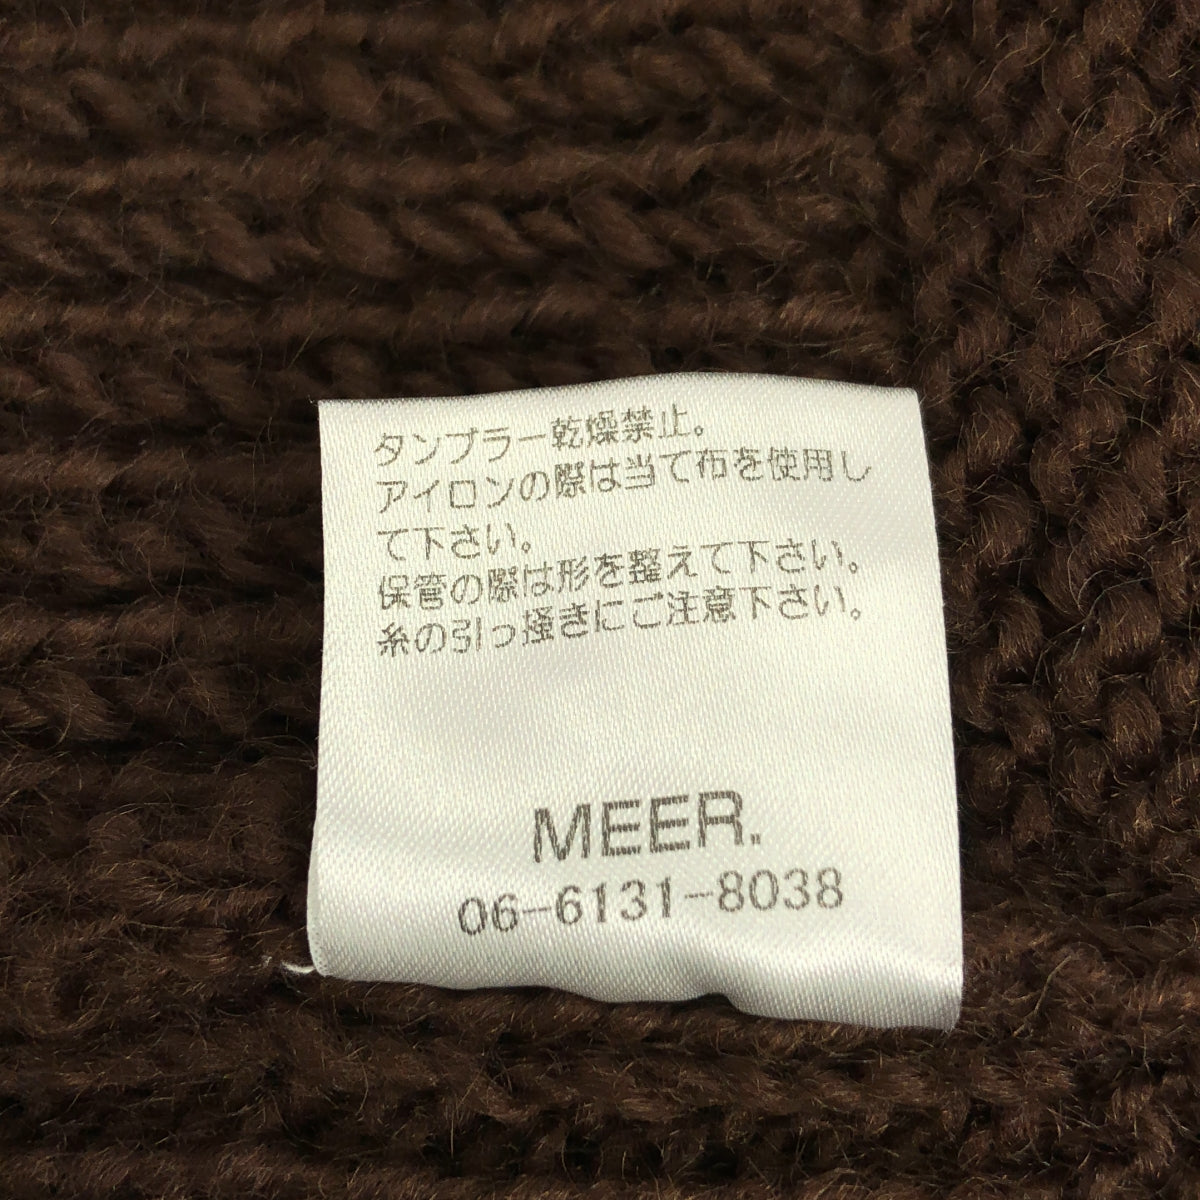 タンブラー乾燥禁止。
アイロンの際は当て布を使用し
て下さい。
保管の際は形を整えて下さい。
糸の引っ掻きにご注意下さい。
MEER.
06-6131-8038